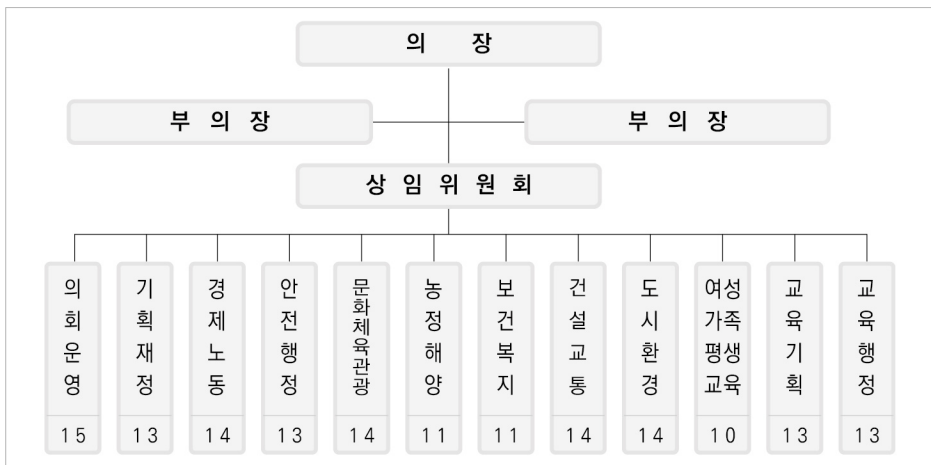 의 장
부 의 장
부 의 장
상 임 위 원 회
의회운영
기획재정
경제노동
안전행정
문화체육관광
농정해양
보건복지
건설교통
도시환경
여성
가족
평생
교육
교육기획
교육행정
15
13
14
13
14
11
11
14
14
10
13
13